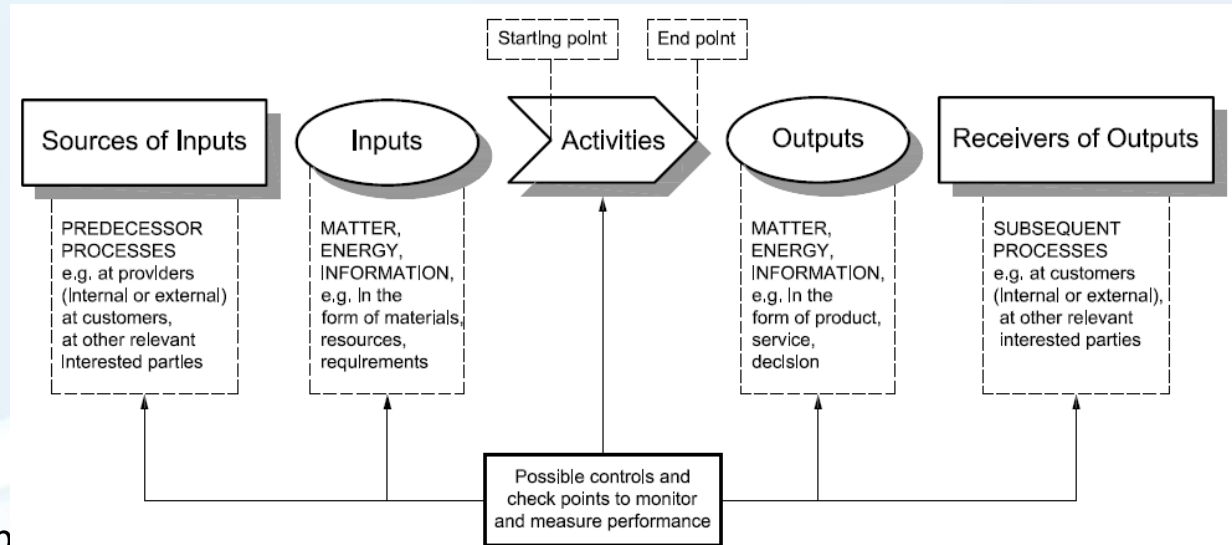 Starting point
End point
Sources of Inputs
Inputs
Activities
Outputs
Receivers of Outputs
PREDECESSOR
PROCESSES
e.g. at providers
(internal or external)
at customers,
at other relevant
interested parties
MATTER,
ENERGY,
INFORMATION,
e.g. in the
form of materials,
resources,
requirements
MATTER,
ENERGY,
INFORMATION,
e.g. in the
form of product,
service,
decision
SUBSEQUENT
PROCESSES
e.g. at customers
(internal or external),
at other relevant
interested parties
Possible controls and
check points to monitor
and measure performance